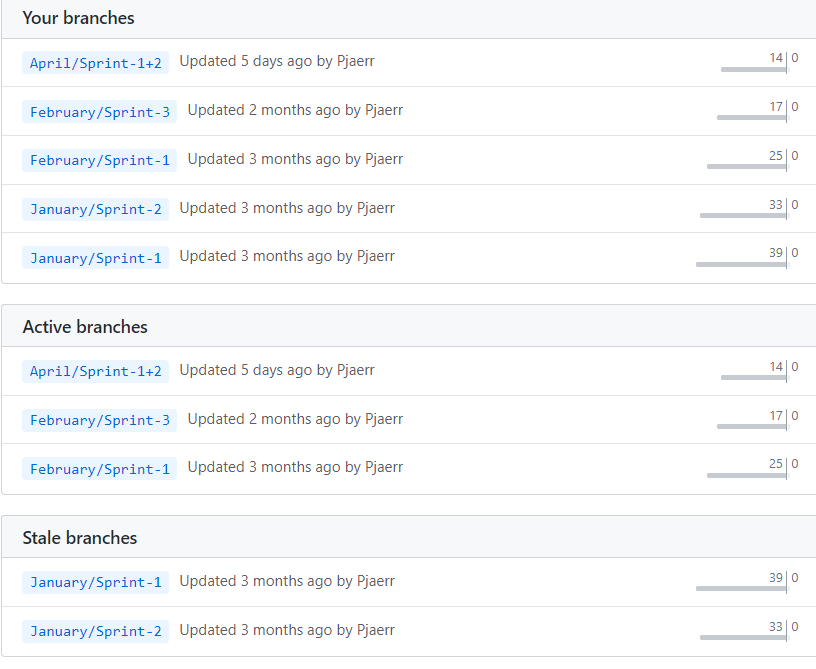 Your branches
April/Sprint-1+2 Updated 5 days ago by Pjaerr 14 0
February/Sprint-3 Updated 2 months ago by Pjaerr 17 0
February/Sprint-1 Updated 3 months ago by Pjaerr 25 0
January/Sprint-2 Updated 3 months ago by Pjaerr 33 0
January/Sprint-1 Updated 3 months ago by Pjaerr 39 0
Active branches
April/Sprint-1+2 Updated 5 days ago by Pjaerr 14 0
February/Sprint-3 Updated 2 months ago by Pjaerr 17 0
February/Sprint-1 Updated 3 months ago by Pjaerr 25 0
Stale branches
January/Sprint-1 Updated 3 months ago by Pjaerr 39 0
January/Sprint-2 Updated 3 months ago by Pjaerr 33 0